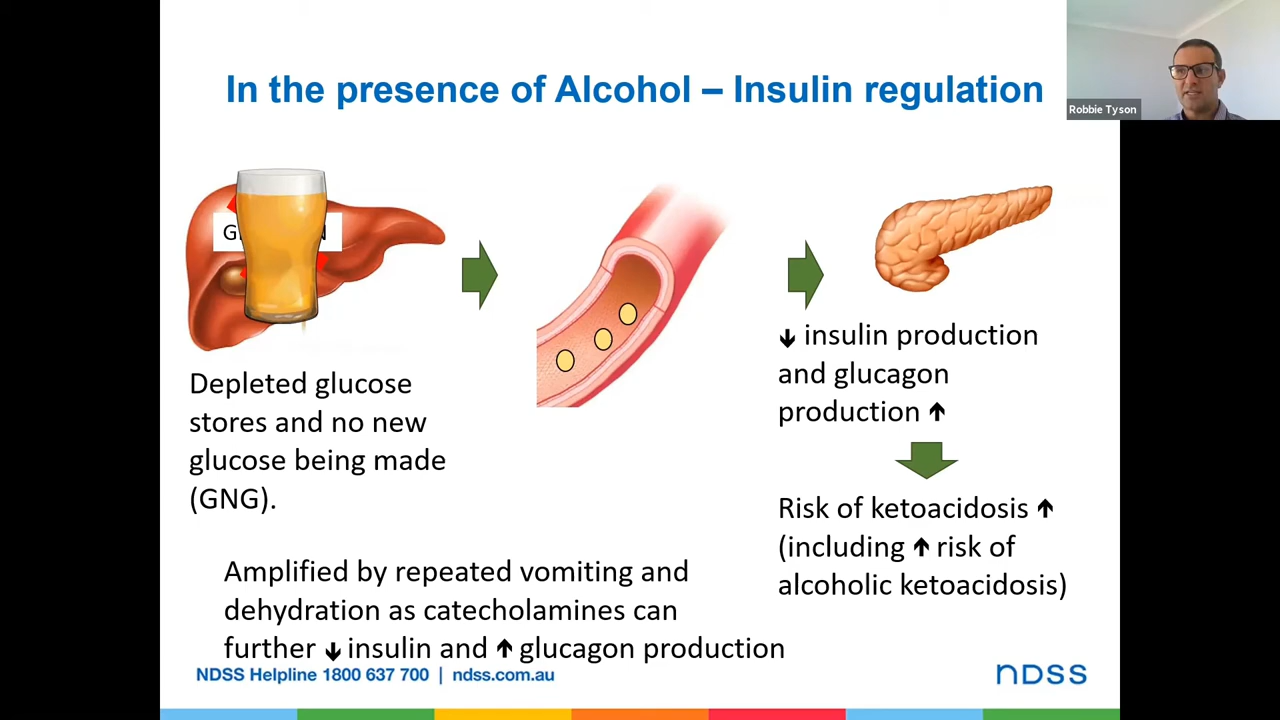 In the presence of Alcohol – Insulin regulation
Robbie Tyson
Depleted glucose
stores and no new
glucose being made
(GNG).
↓ insulin production
and glucagon
production ↑
Risk of ketoacidosis ↑
(including ↑ risk of
alcoholic ketoacidosis)
Amplified by repeated vomiting and
dehydration as catecholamines can
further ↓ insulin and ↑ glucagon production
NDSS Helpline 1800 637 700 | ndss.com.au
ndss